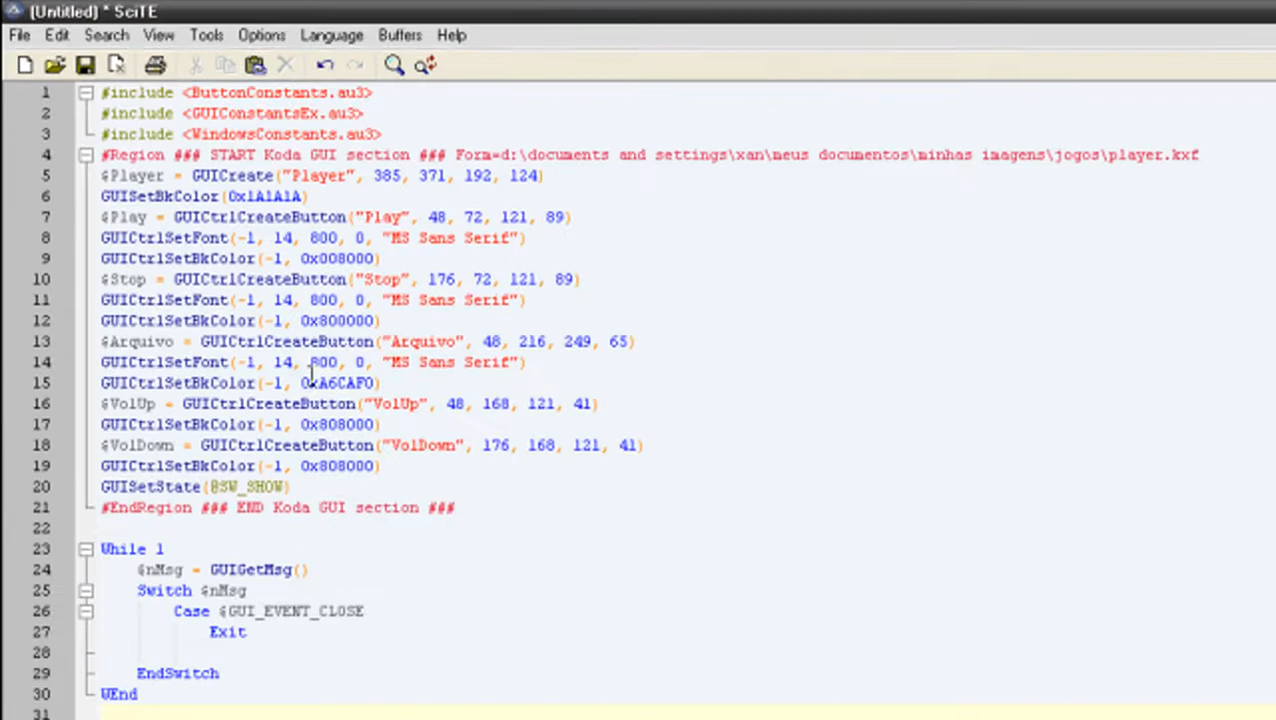 (Untitled) * SciTE
File Edit Search View Tools Options Language Buffers Help
1 #include <ButtonConstants.au3>
2 #include <GUIConstantsEx.au3>
3 #include <WindowsConstants.au3>
4 #Region ### START Koda GUI section ### Form=d:\documents and settings\xan\meus documentos\minhas imagens\jogos\player.kxf
5 $Player = GUICreate("Player", 385, 371, 192, 124)
6 GUISetBkColor(0x1A1A1A)
7 $Play = GUICtrlCreateButton("Play", 48, 72, 121, 89)
8 GUICtrlSetFont(-1, 14, 800, 0, "MS Sans Serif")
9 GUICtrlSetBkColor(-1, 0x008000)
10 $Stop = GUICtrlCreateButton("Stop", 176, 72, 121, 89)
11 GUICtrlSetFont(-1, 14, 800, 0, "MS Sans Serif")
12 GUICtrlSetBkColor(-1, 0x800000)
13 $Arquivo = GUICtrlCreateButton("Arquivo", 48, 216, 249, 65)
14 GUICtrlSetFont(-1, 14, 800, 0, "MS Sans Serif")
15 GUICtrlSetBkColor(-1, 0xA6CAF0)
16 $VolUp = GUICtrlCreateButton("VolUp", 48, 168, 121, 41)
17 GUICtrlSetBkColor(-1, 0x808000)
18 $VolDown = GUICtrlCreateButton("VolDown", 176, 168, 121, 41)
19 GUICtrlSetBkColor(-1, 0x808000)
20 GUISetState(@SW_SHOW)
21 #EndRegion ### END Koda GUI section ###
22
23 While 1
24 $nMsg = GUIGetMsg()
25 Switch $nMsg
26 Case $GUI_EVENT_CLOSE
27 Exit
28
29 EndSwitch
30 WEnd
31